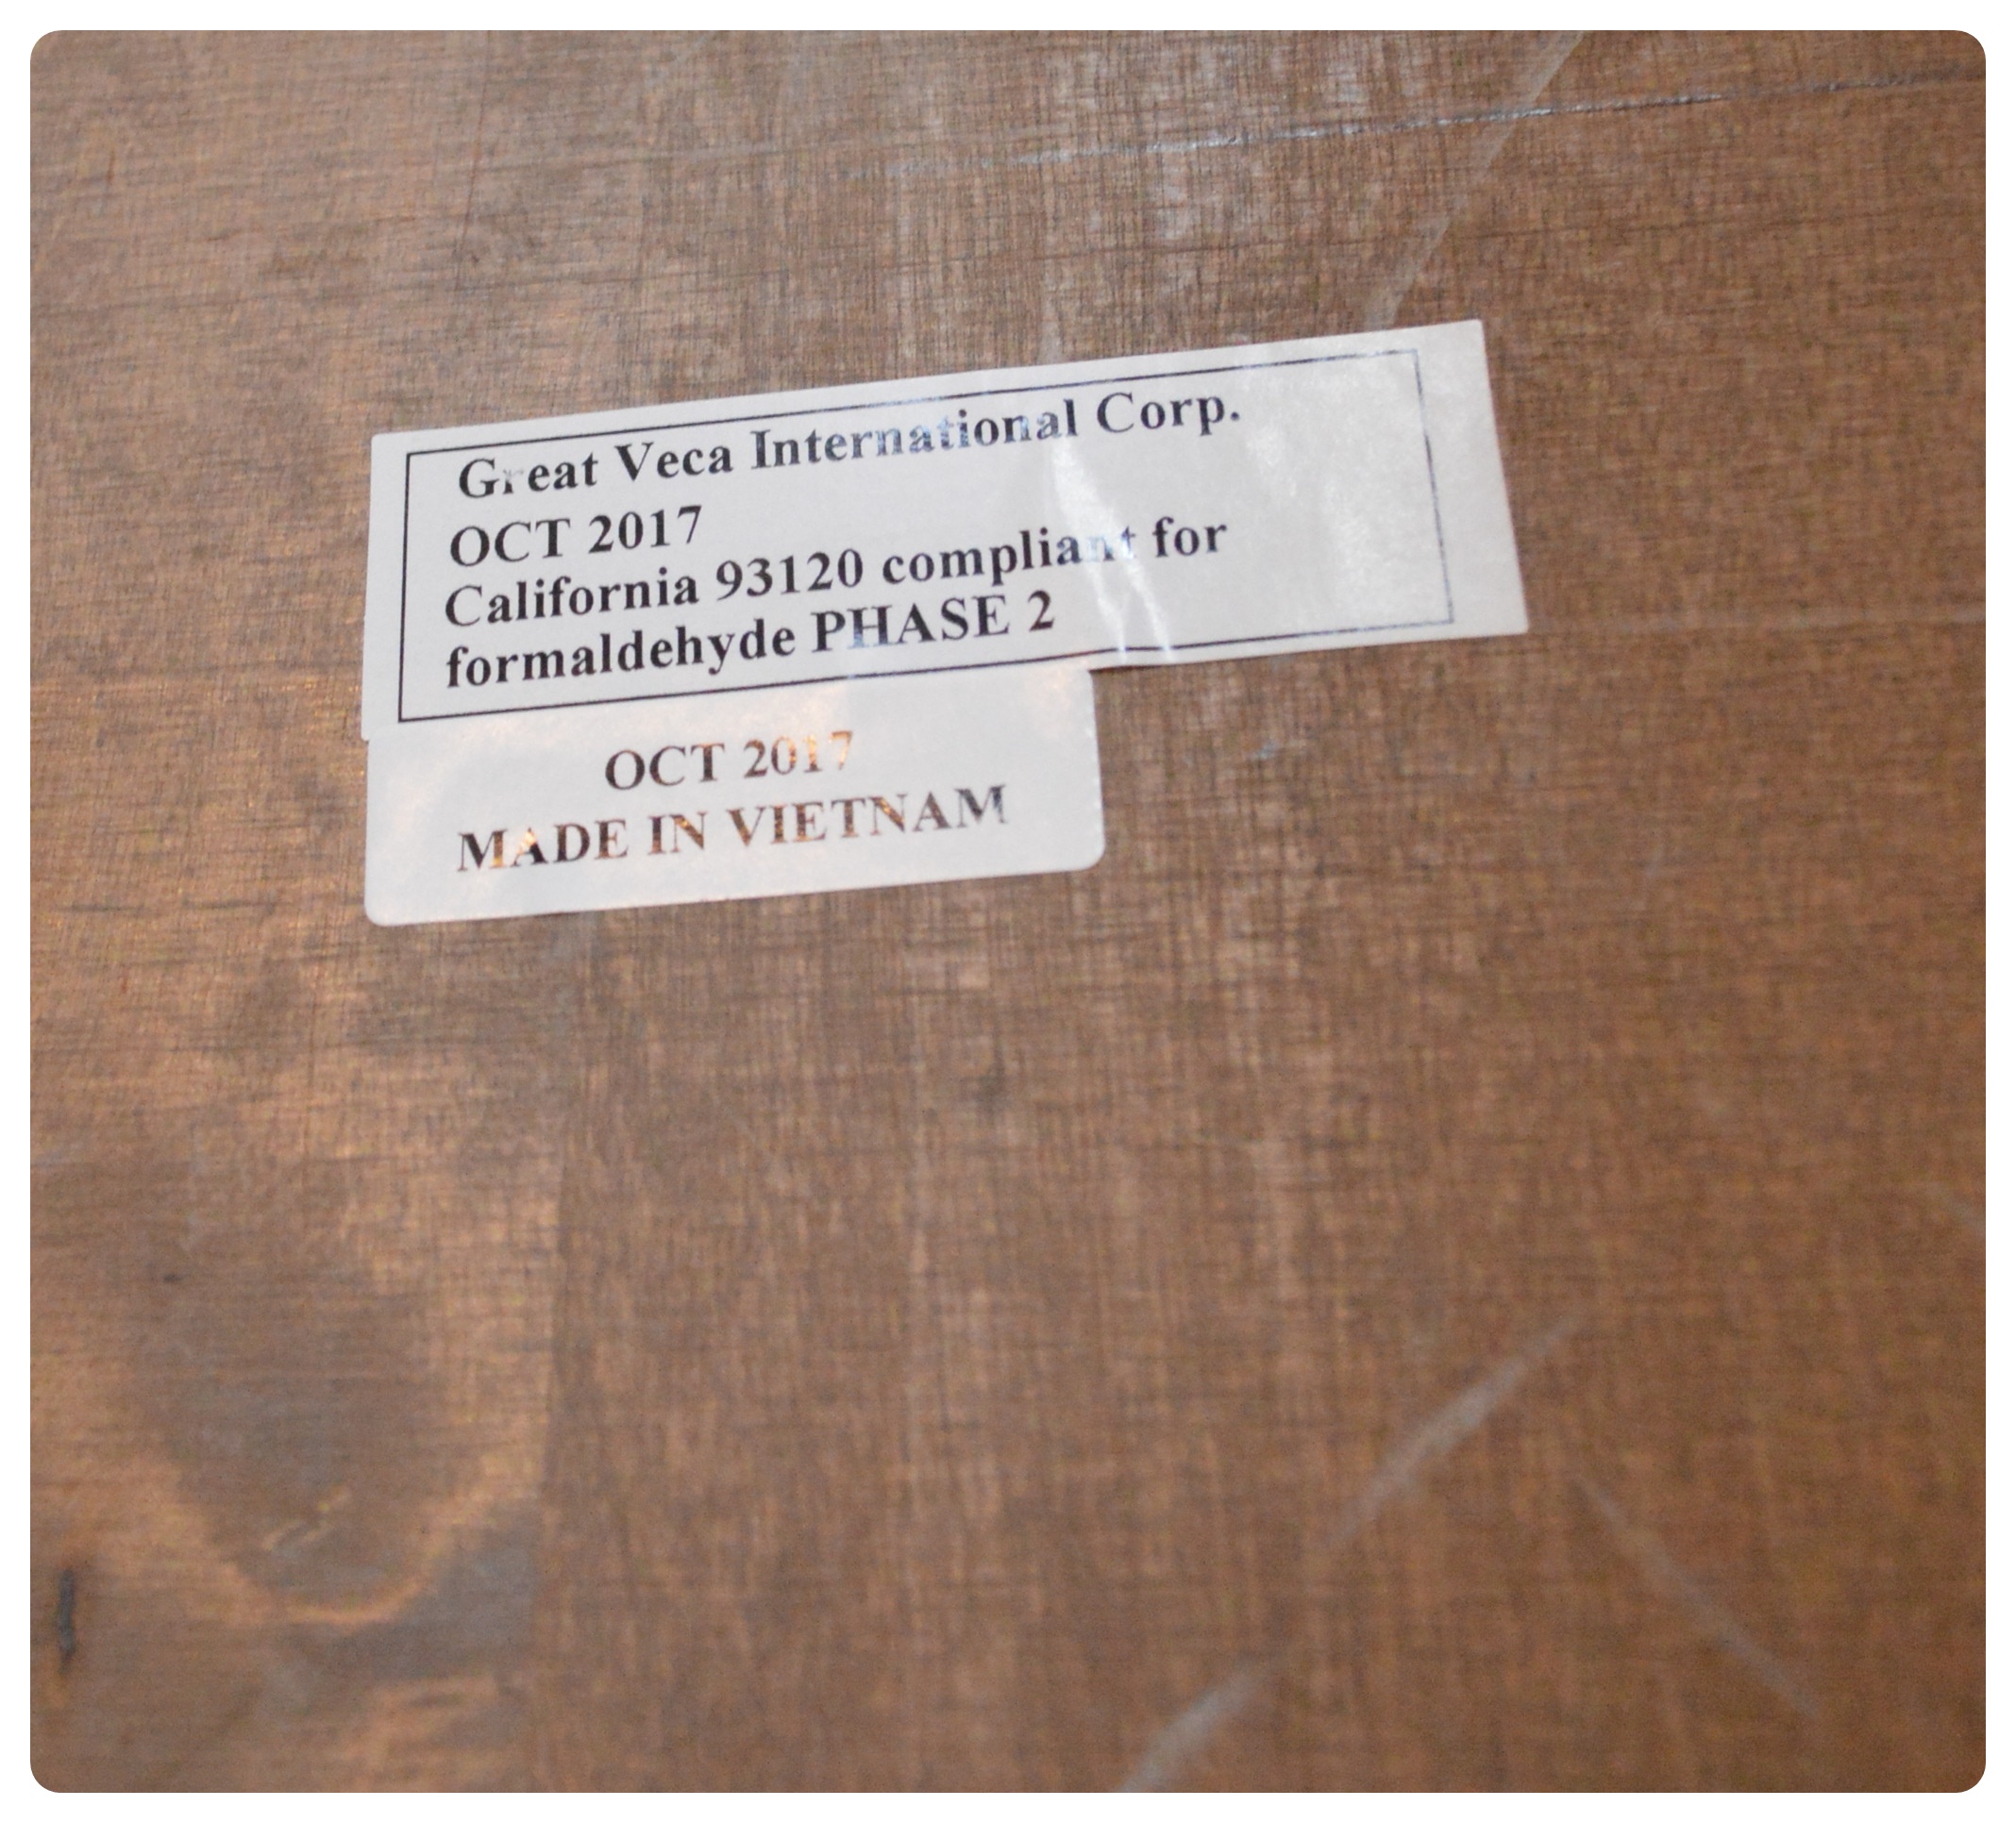 Great Veca International Corp.
OCT 2017
California 93120 compliant for
formaldehyde PHASE 2
OCT 2017
MADE IN VIETNAM